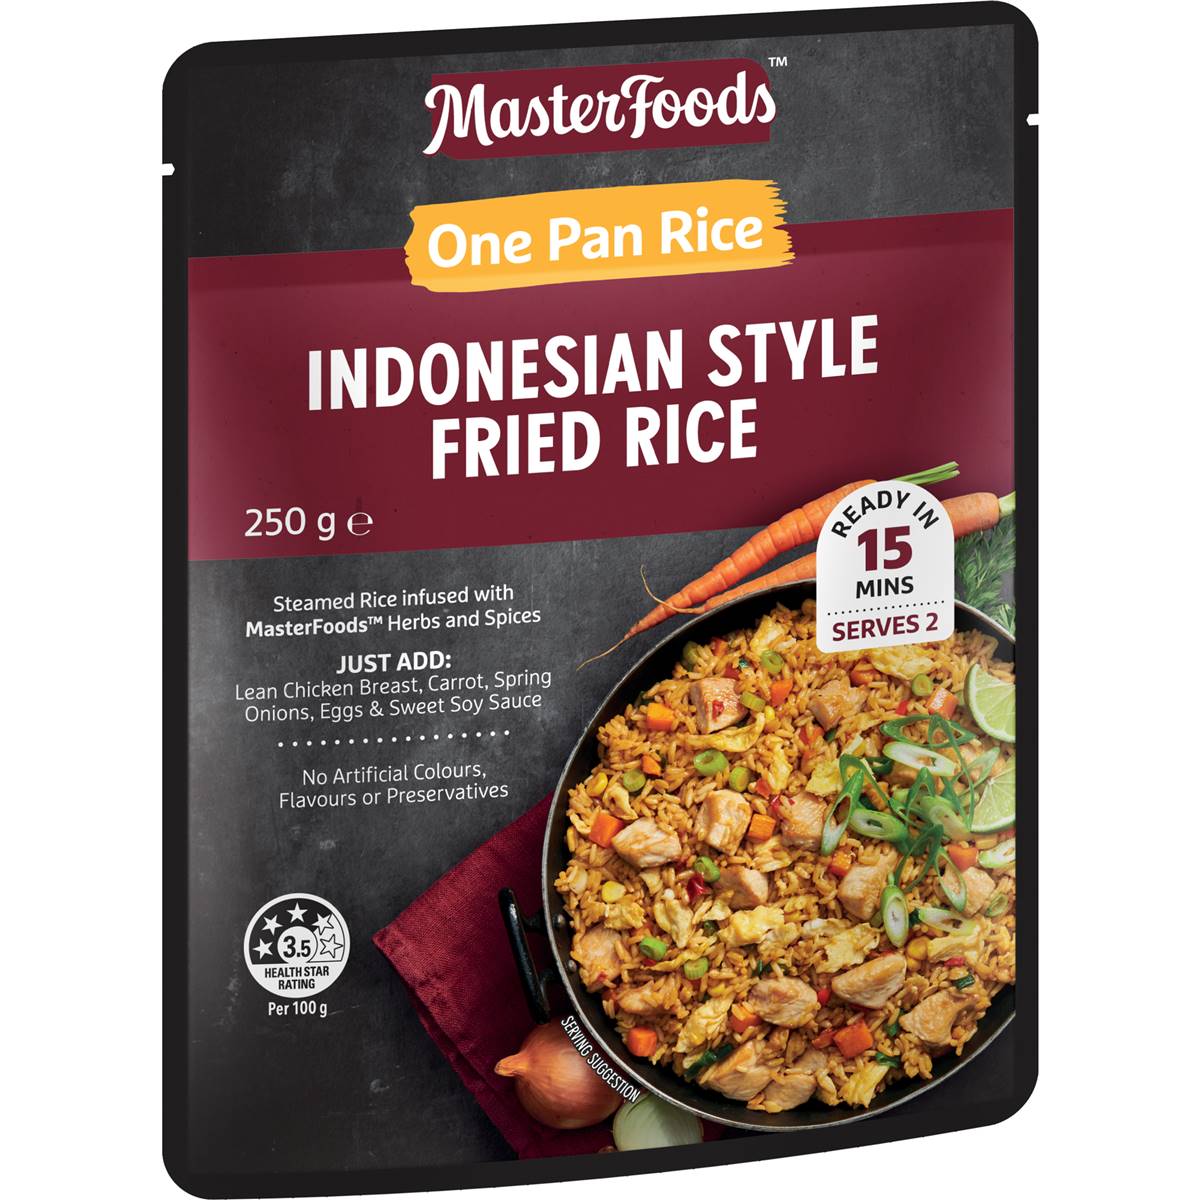 MasterFoods™
One Pan Rice
INDONESIAN STYLE
FRIED RICE
250 g ℮
READY IN
15
MINS
SERVES 2
Steamed Rice infused with
MasterFoods™ Herbs and Spices
JUST ADD:
Lean Chicken Breast, Carrot, Spring
Onions, Eggs & Sweet Soy Sauce
No Artificial Colours,
Flavours or Preservatives
3.5
HEALTH STAR
RATING
Per 100 g
SERVING SUGGESTION